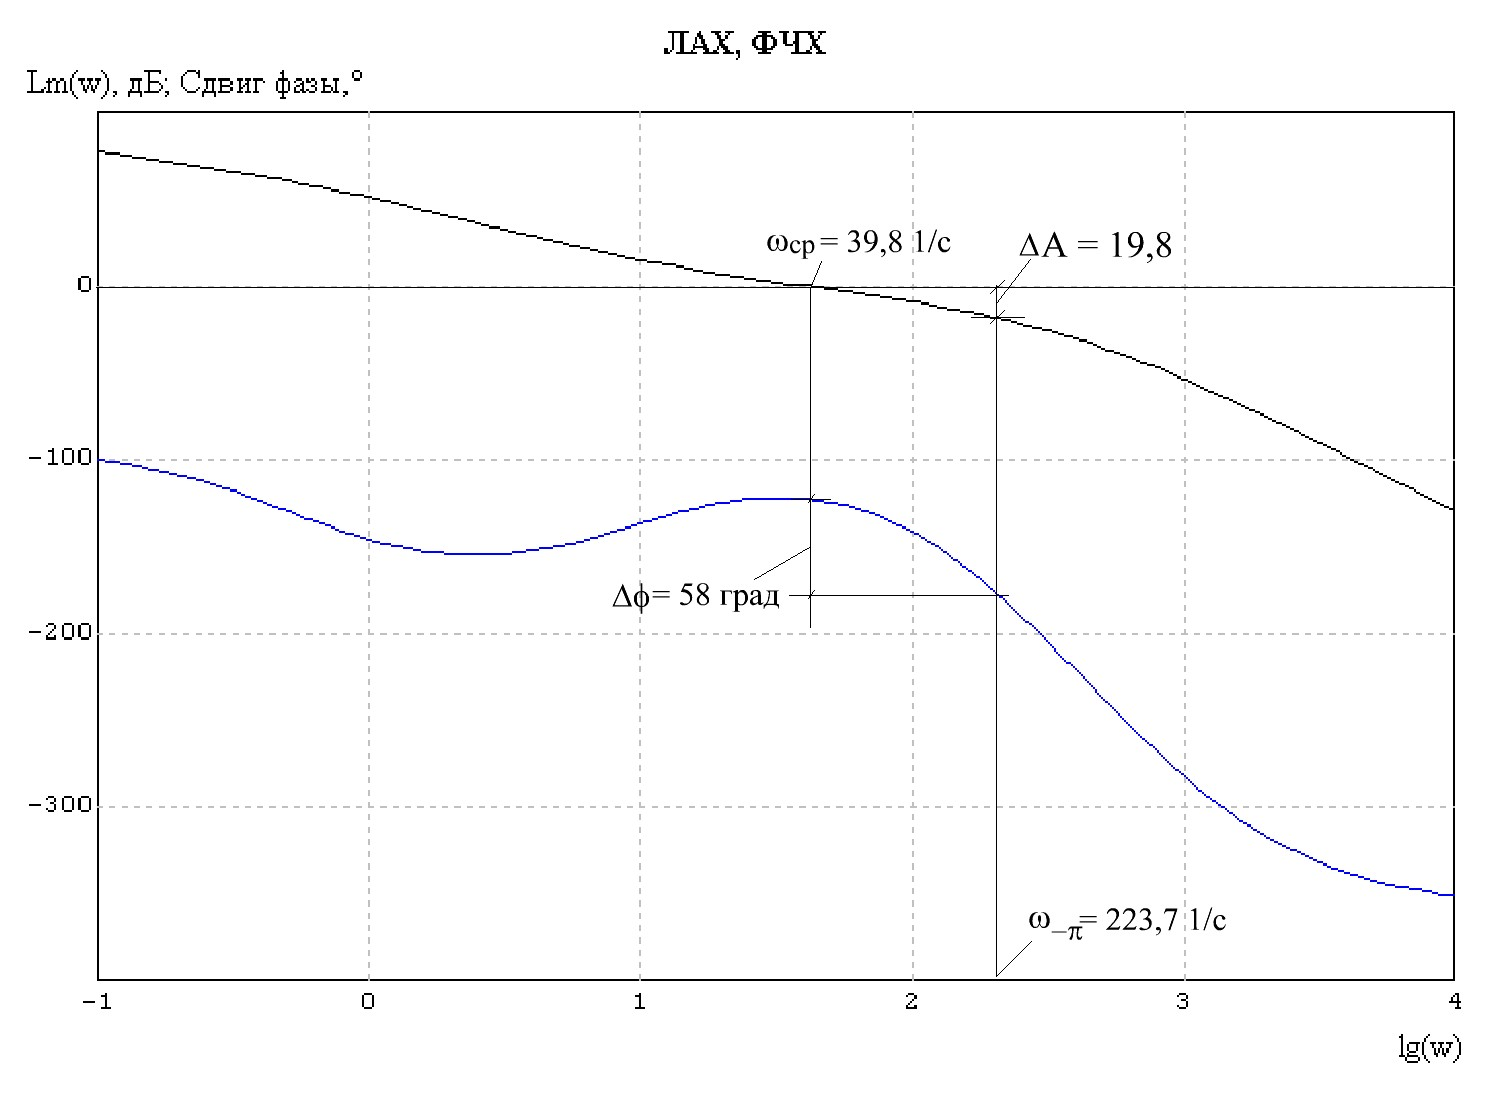 ЛАХ, ФЧХ
Lm(w), дБ; Сдвиг фазы,°
ωср = 39,8 1/с
ΔА = 19,8
0
-100
Δϕ= 58 град
-200
-300
ω−π= 223,7 1/с
-1 0 1 2 3 4
lg(w)